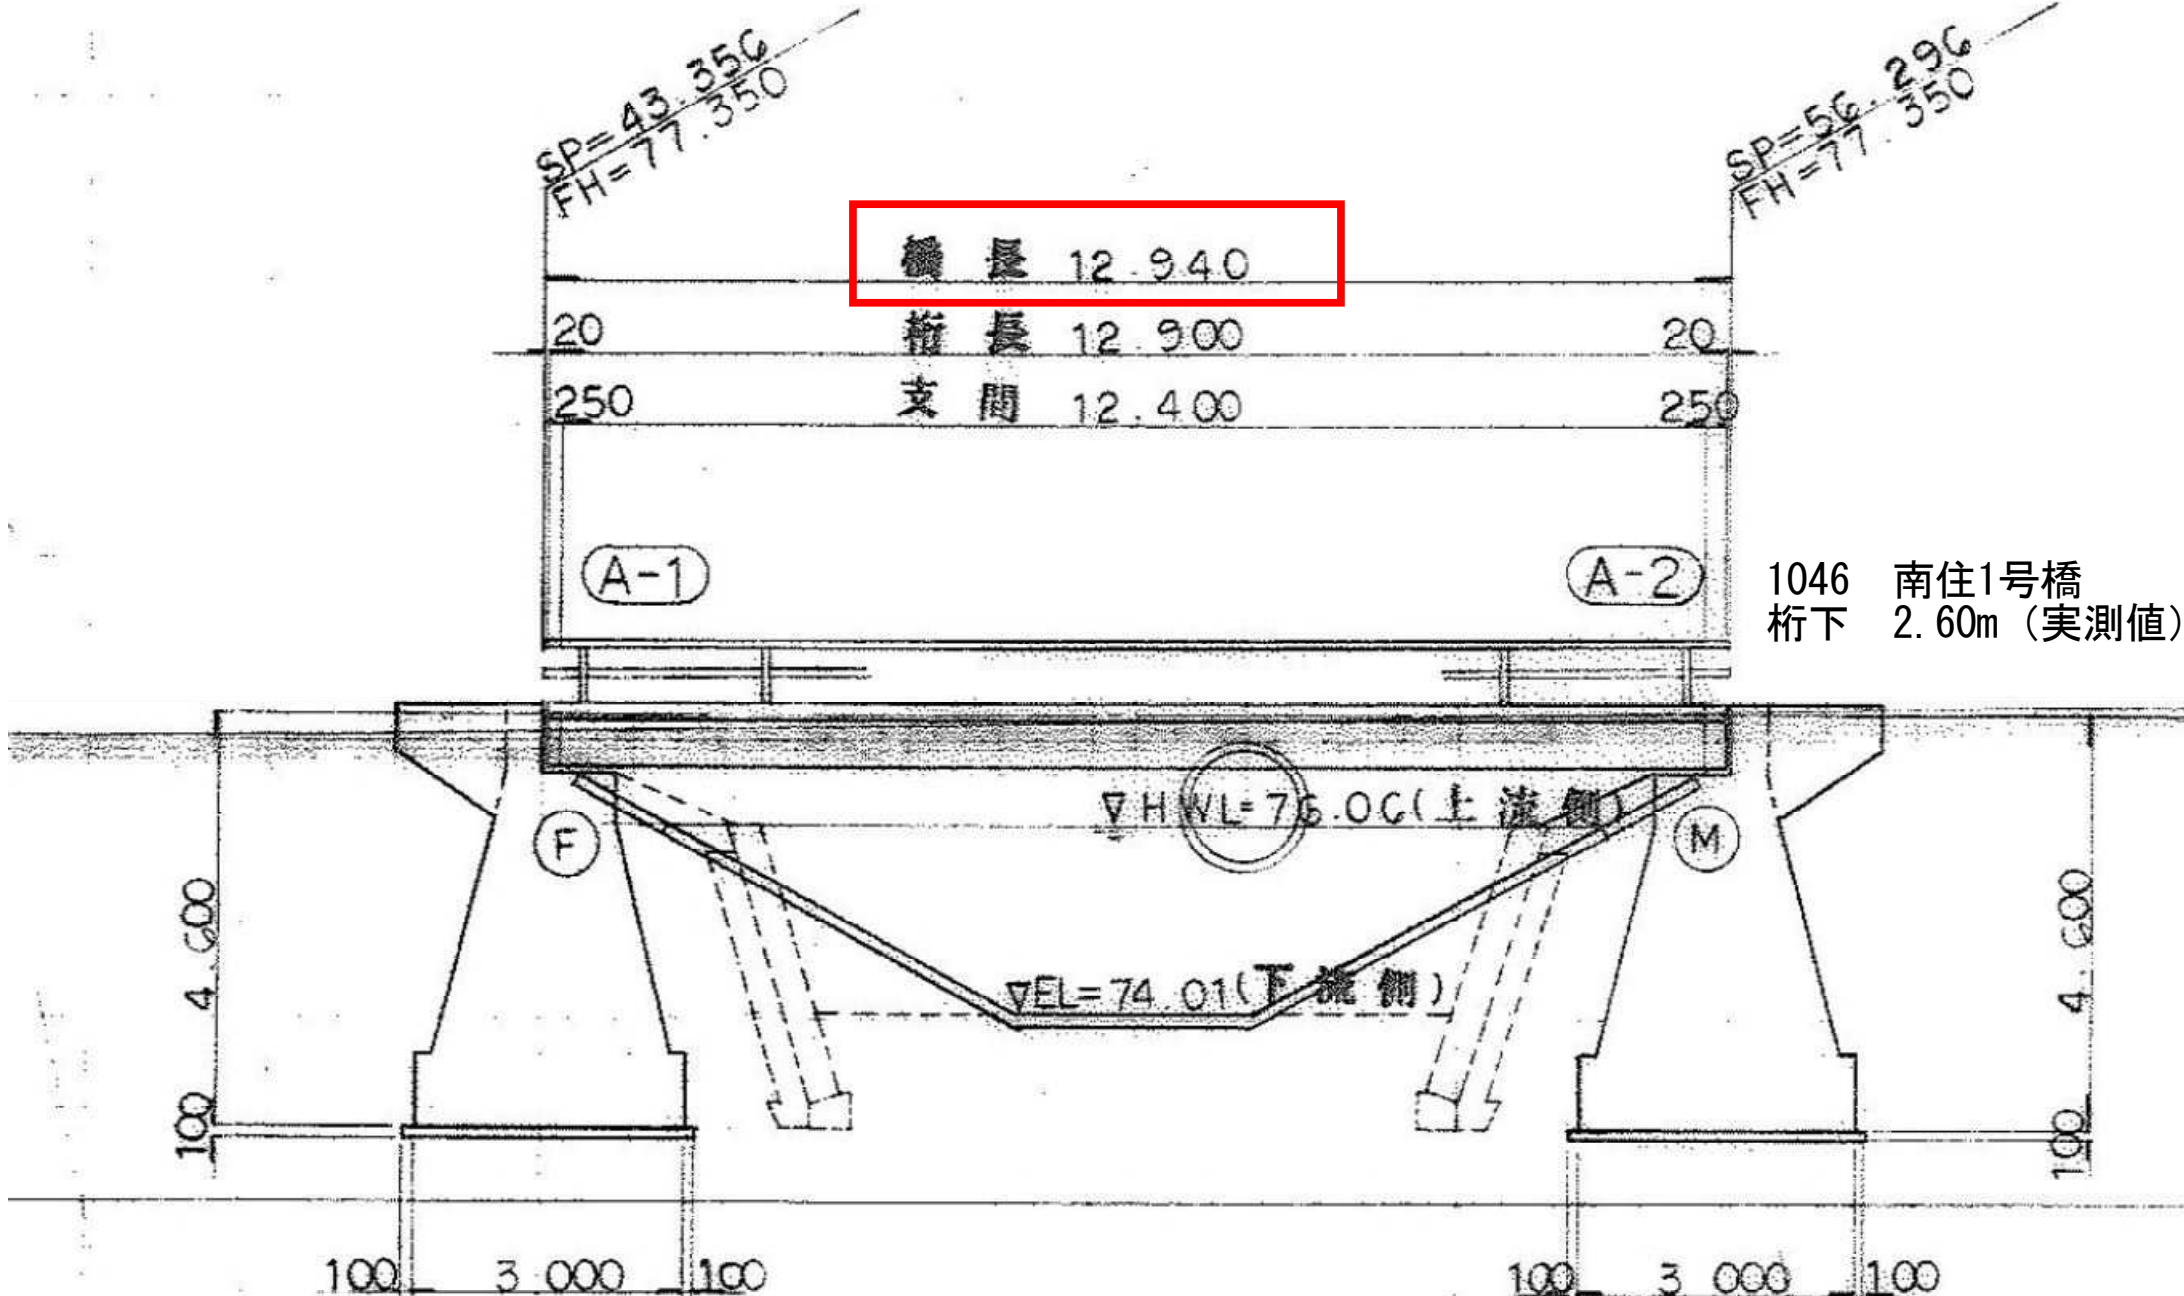 SP=43.356
FH=77.350
SP=56.296
FH=77.350
橋 長 12.940
20 桁 長 12.900 20
250 支 間 12.400 250
A-1
A-2
1046 南住1号橋
桁下 2.60m（実測値）
▽HWL=76.06(上流側)
F
M
▽EL=74.01(下流側)
4.600
100
4.600
100
100 3 000 100
100 3 000 100